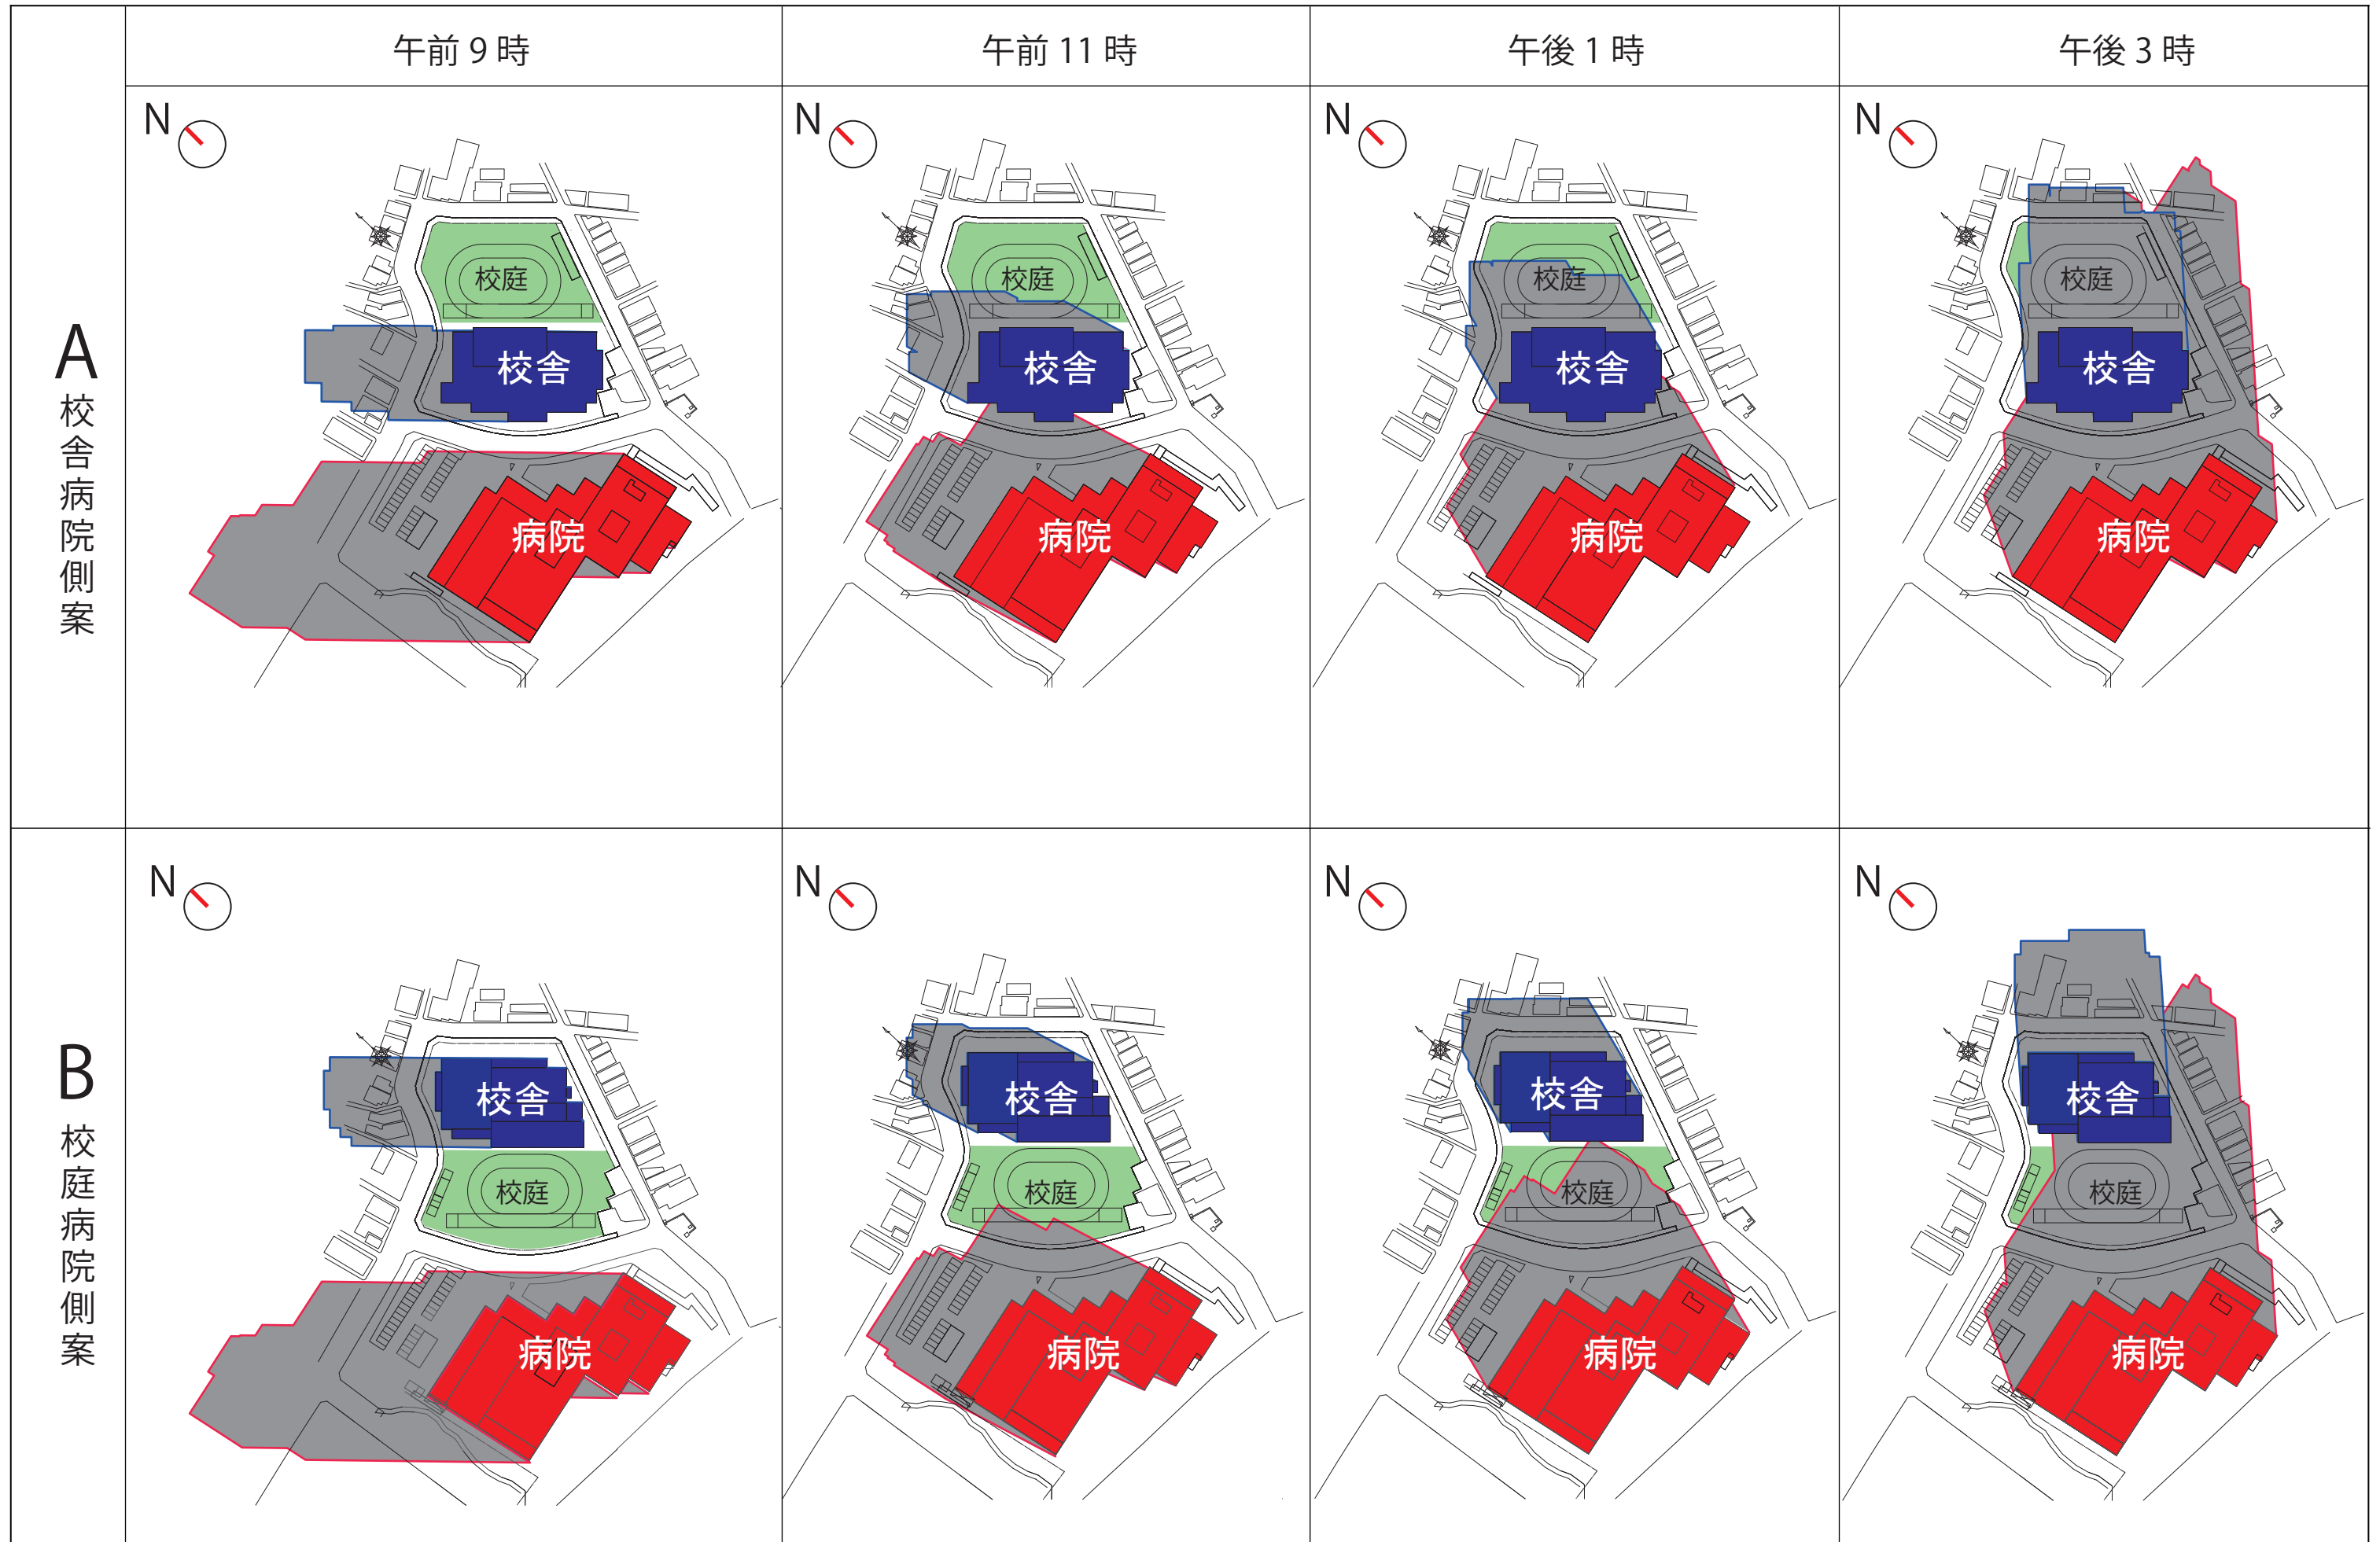 午前 9 時
午前 11 時
午後 1 時
午後 3 時
A
校舎病院側案
N
校庭
校舎
病院
N
校庭
校舎
病院
N
校庭
校舎
病院
N
校庭
校舎
病院
B
校庭病院側案
N
校舎
校庭
病院
N
校舎
校庭
病院
N
校舎
校庭
病院
N
校舎
校庭
病院